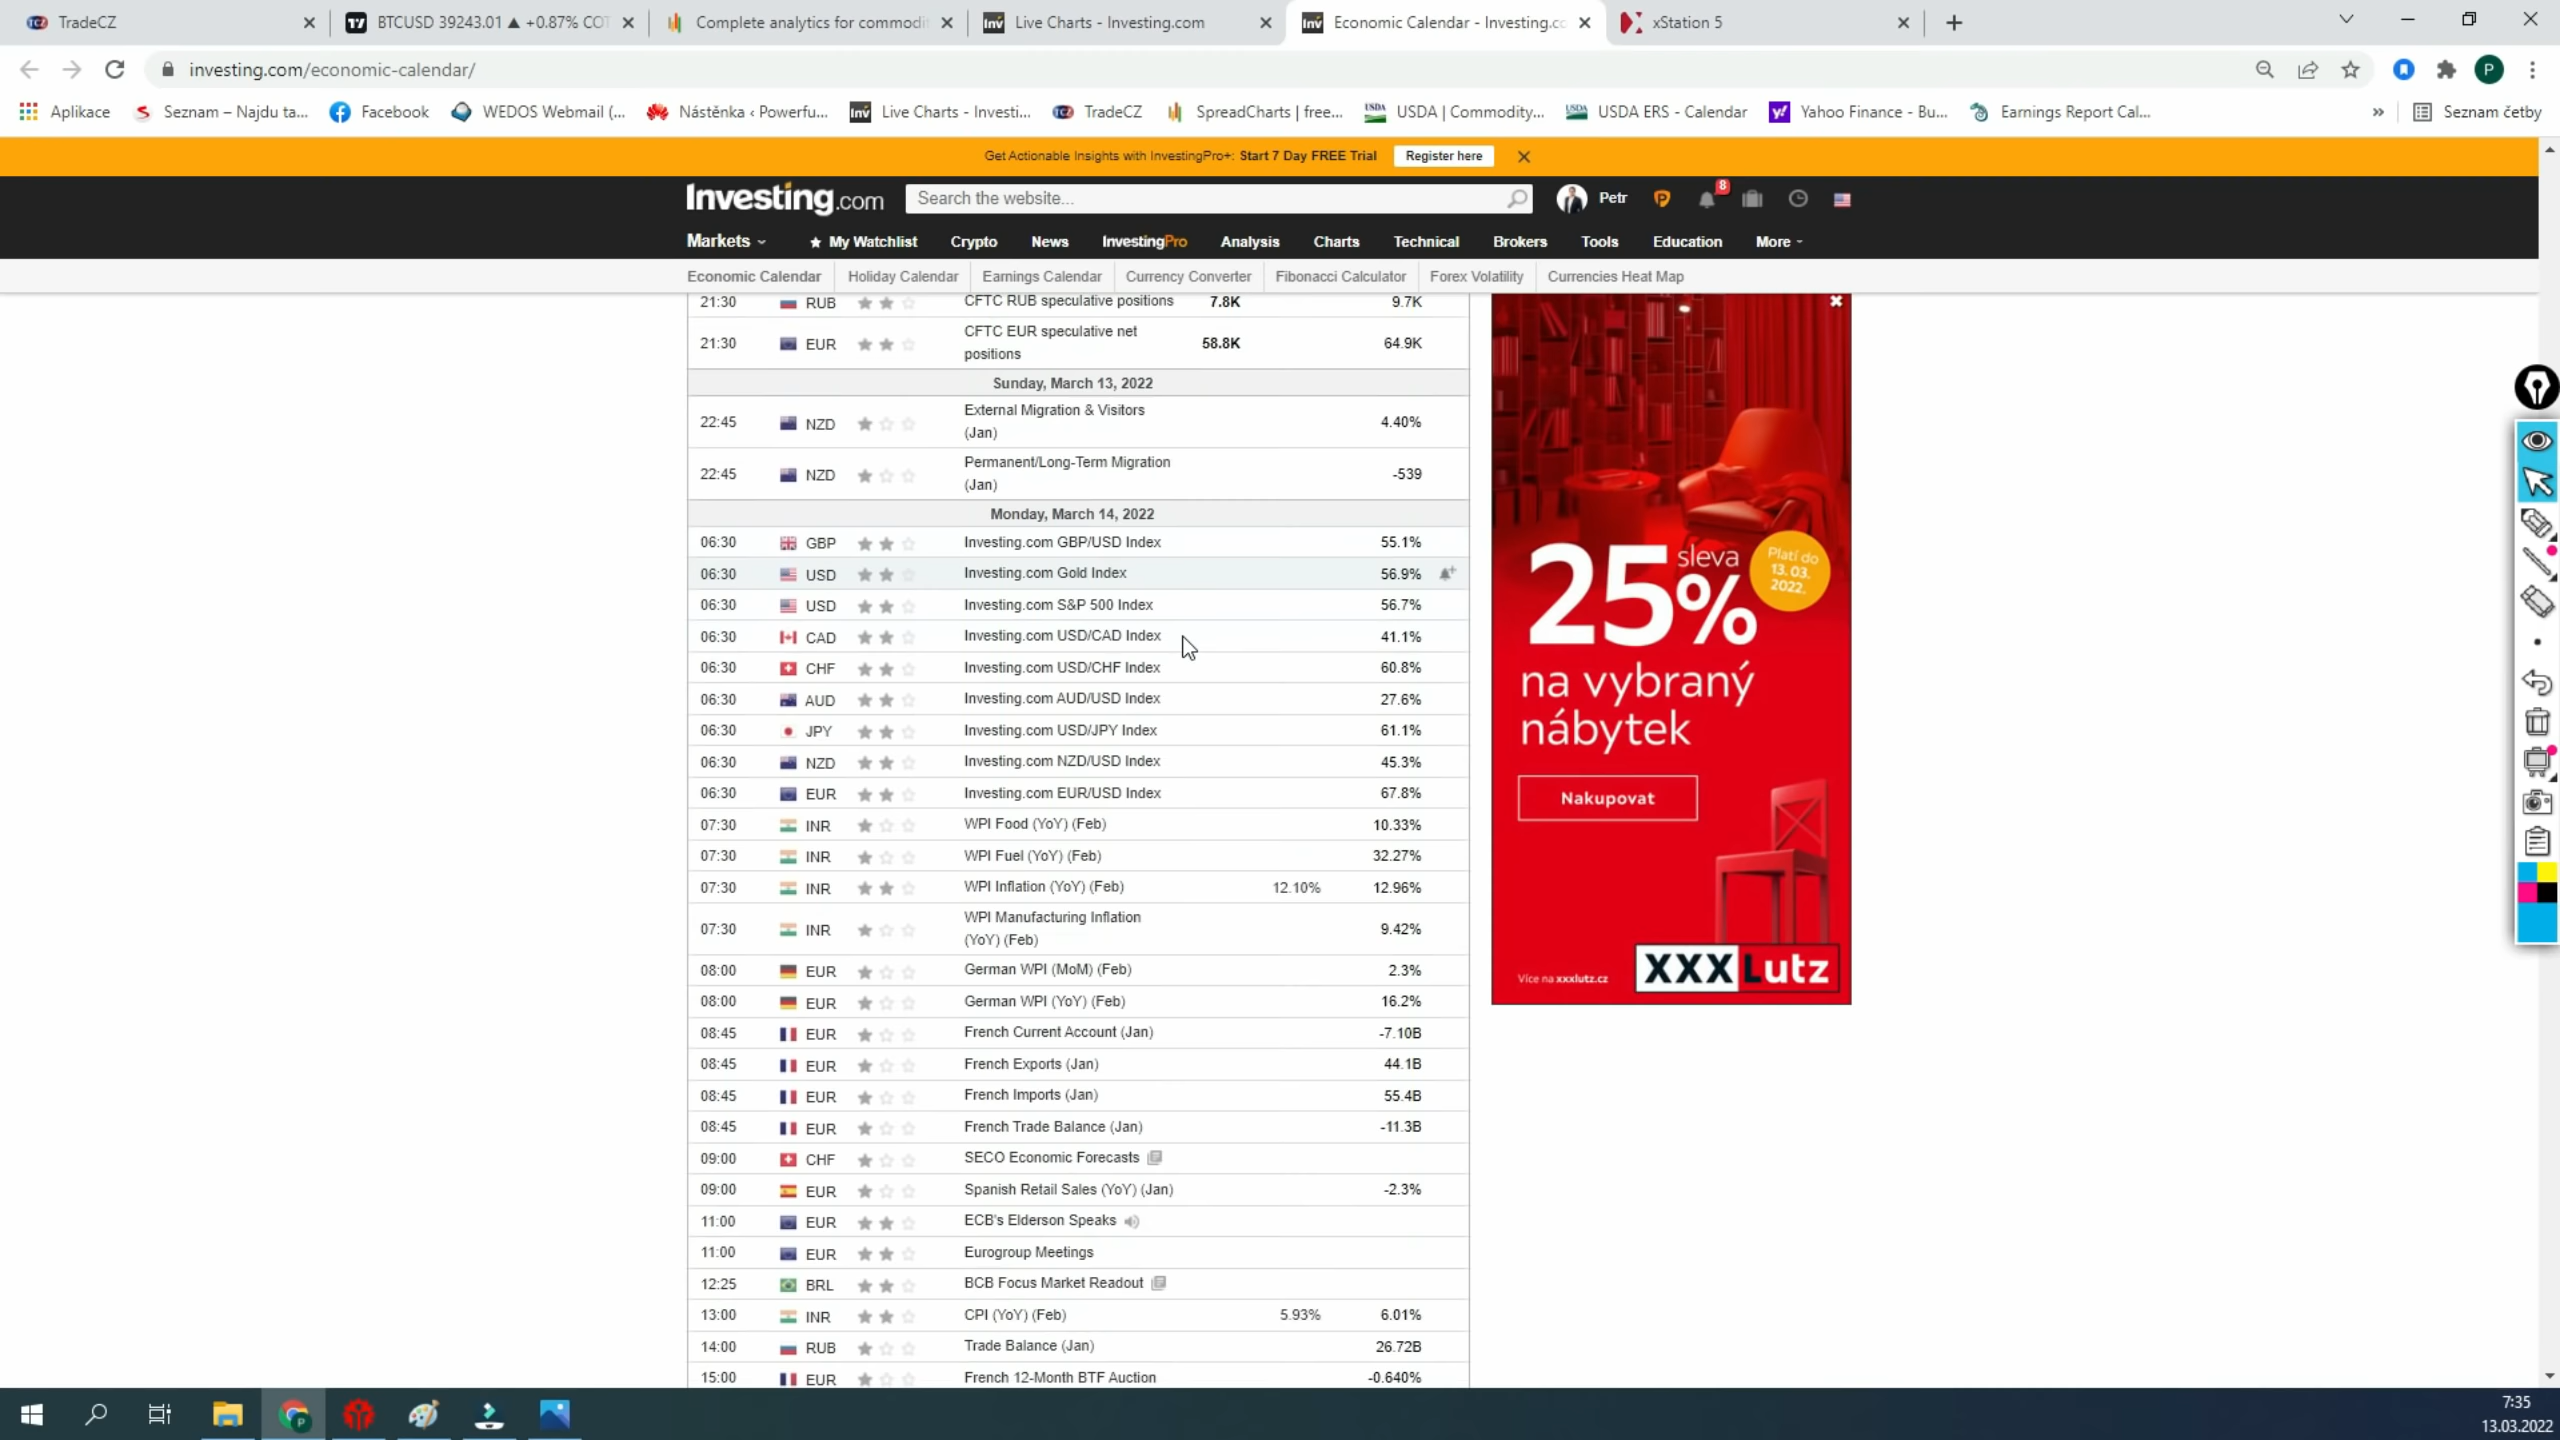 TradeCZ
BTCUSD 39243.01 ▲ +0.87% COT
Complete analytics for commodi
Live Charts - Investing.com
Economic Calendar - Investing.co
xStation 5
investing.com/economic-calendar/
P
Aplikace
Seznam – Najdu ta...
Facebook
WEDOS Webmail (...
Nástěnka ‹ Powerfu...
Live Charts - Investi...
TradeCZ
SpreadCharts | free...
USDA | Commodity...
USDA ERS - Calendar
Yahoo Finance - Bu...
Earnings Report Cal...
»
Seznam četby
Get Actionable Insights with InvestingPro+: Start 7 Day FREE Trial
Register here
Investing.com
Search the website...
Petr
8
Markets
My Watchlist
Crypto
News
InvestingPro
Analysis
Charts
Technical
Brokers
Tools
Education
More
Economic Calendar
Holiday Calendar
Earnings Calendar
Currency Converter
Fibonacci Calculator
Forex Volatility
Currencies Heat Map
21:30 RUB CFTC RUB speculative positions 7.8K 9.7K
21:30 EUR CFTC EUR speculative net positions 58.8K 64.9K
Sunday, March 13, 2022
22:45 NZD External Migration & Visitors (Jan) 4.40%
22:45 NZD Permanent/Long-Term Migration (Jan) -539
Monday, March 14, 2022
06:30 GBP Investing.com GBP/USD Index 55.1%
06:30 USD Investing.com Gold Index 56.9%
06:30 USD Investing.com S&P 500 Index 56.7%
06:30 CAD Investing.com USD/CAD Index 41.1%
06:30 CHF Investing.com USD/CHF Index 60.8%
06:30 AUD Investing.com AUD/USD Index 27.6%
06:30 JPY Investing.com USD/JPY Index 61.1%
06:30 NZD Investing.com NZD/USD Index 45.3%
06:30 EUR Investing.com EUR/USD Index 67.8%
07:30 INR WPI Food (YoY) (Feb) 10.33%
07:30 INR WPI Fuel (YoY) (Feb) 32.27%
07:30 INR WPI Inflation (YoY) (Feb) 12.10% 12.96%
07:30 INR WPI Manufacturing Inflation (YoY) (Feb) 9.42%
08:00 EUR German WPI (MoM) (Feb) 2.3%
08:00 EUR German WPI (YoY) (Feb) 16.2%
08:45 EUR French Current Account (Jan) -7.10B
08:45 EUR French Exports (Jan) 44.1B
08:45 EUR French Imports (Jan) 55.4B
08:45 EUR French Trade Balance (Jan) -11.3B
09:00 CHF SECO Economic Forecasts
09:00 EUR Spanish Retail Sales (YoY) (Jan) -2.3%
11:00 EUR ECB's Elderson Speaks
11:00 EUR Eurogroup Meetings
12:25 BRL BCB Focus Market Readout
13:00 INR CPI (YoY) (Feb) 5.93% 6.01%
14:00 RUB Trade Balance (Jan) 26.72B
15:00 EUR French 12-Month BTF Auction -0.640%
25% sleva
Platí do
13. 03.
2022.
na vybraný
nábytek
Nakupovat
Více na xxxlutz.cz
XXXLutz
7:35
13.03.2022